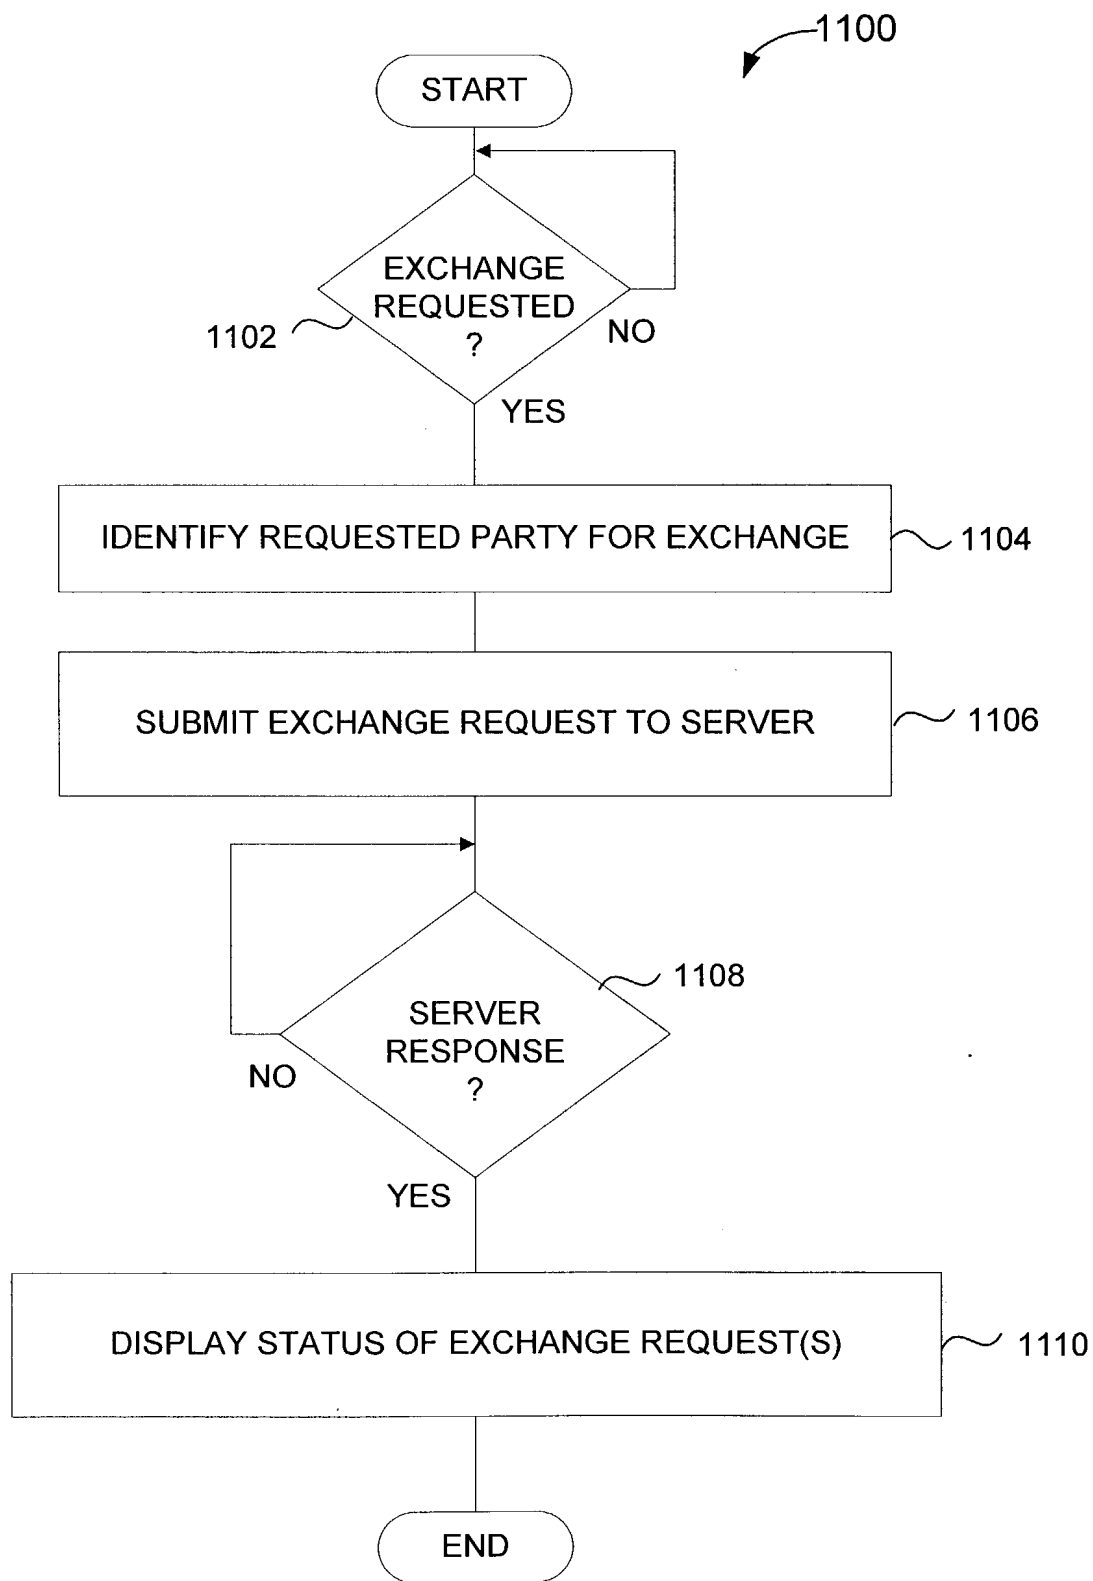 1100
START
EXCHANGE
REQUESTED
?
1102
NO
YES
IDENTIFY REQUESTED PARTY FOR EXCHANGE
1104
SUBMIT EXCHANGE REQUEST TO SERVER
1106
1108
SERVER
RESPONSE
?
NO
YES
DISPLAY STATUS OF EXCHANGE REQUEST(S)
1110
END